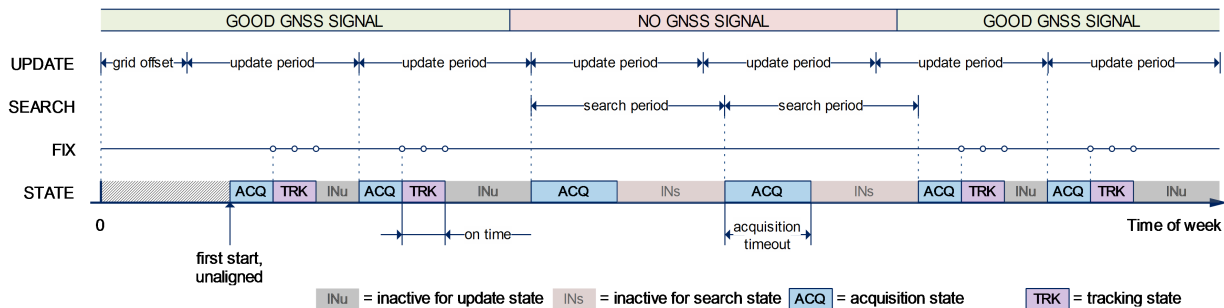 GOOD GNSS SIGNAL NO GNSS SIGNAL GOOD GNSS SIGNAL
UPDATE grid offset update period update period update period update period update period update period
SEARCH search period search period
FIX
STATE ACQ TRK INu ACQ TRK INu ACQ INs ACQ INs ACQ TRK INu ACQ TRK INu
0 Time of week
on time acquisition
timeout
first start,
unaligned
INu = inactive for update state INs = inactive for search state ACQ = acquisition state TRK = tracking state